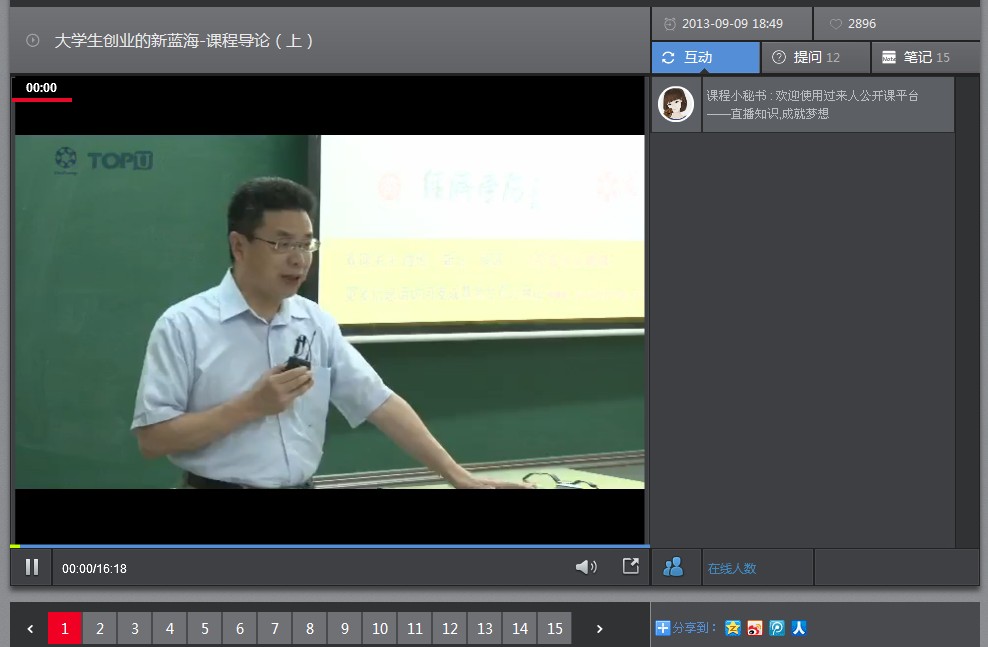 大学生创业的新蓝海-课程导论（上）
2013-09-09 18:49
2896
互动
提问 12
Note 笔记 15
00:00
课程小秘书 : 欢迎使用过来人公开课平台
——直播知识,成就梦想
TOPU
00:00/16:18
在线人数
‹ 1 2 3 4 5 6 7 8 9 10 11 12 13 14 15 ›
分享到：